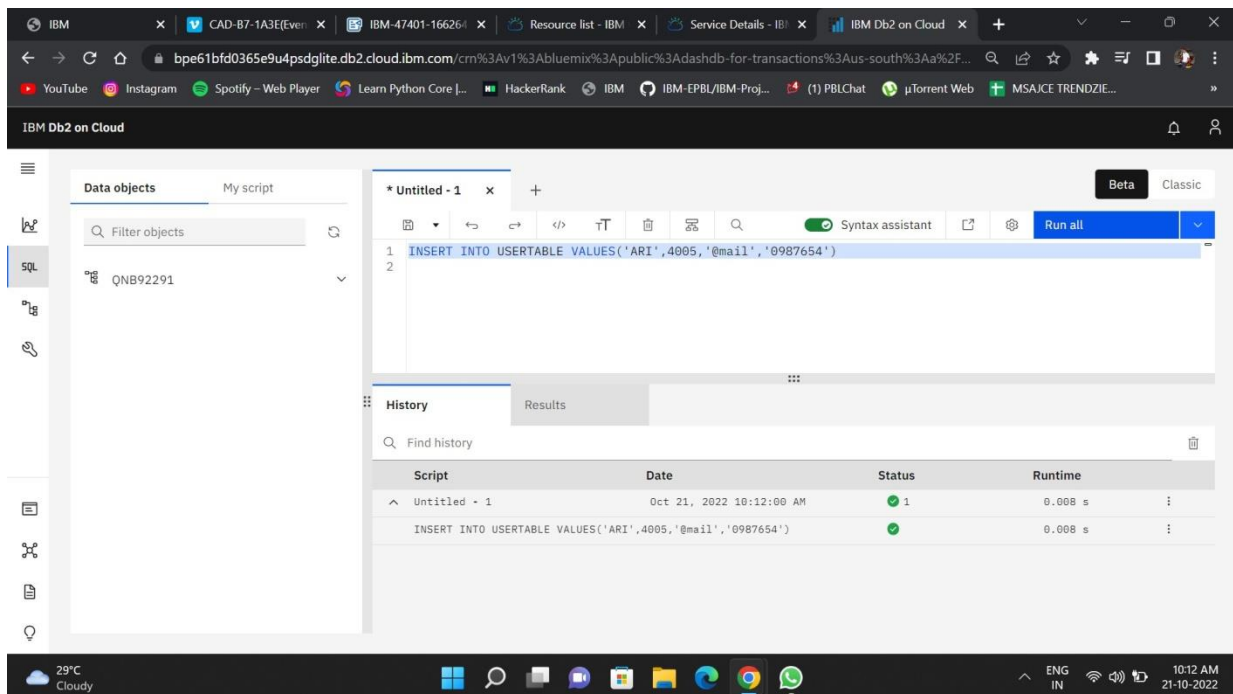 IBM
CAD-B7-1A3E(Even
IBM-47401-166264
Resource list - IBM
Service Details - IB
IBM Db2 on Cloud
bpe61bfd0365e9u4psdglite.db2.cloud.ibm.com/crn%3Av1%3Abluemix%3Apublic%3Adashdb-for-transactions%3Aus-south%3Aa%2F...
YouTube Instagram Spotify – Web Player Learn Python Core |... HackerRank IBM IBM-EPBL/IBM-Proj... (1) PBLChat µTorrent Web MSAJCE TRENDZIE... »
IBM Db2 on Cloud
Data objects My script
Filter objects
SQL
QNB92291
* Untitled - 1
Beta Classic
Syntax assistant
Run all
1 INSERT INTO USERTABLE VALUES('ARI',4005,'@mail','0987654')
2
History Results
Find history
Script Date Status Runtime
Untitled - 1 Oct 21, 2022 10:12:00 AM 1 0.008 s
INSERT INTO USERTABLE VALUES('ARI',4005,'@mail','0987654') 0.008 s
29°C
Cloudy
ENG
IN
10:12 AM
21-10-2022